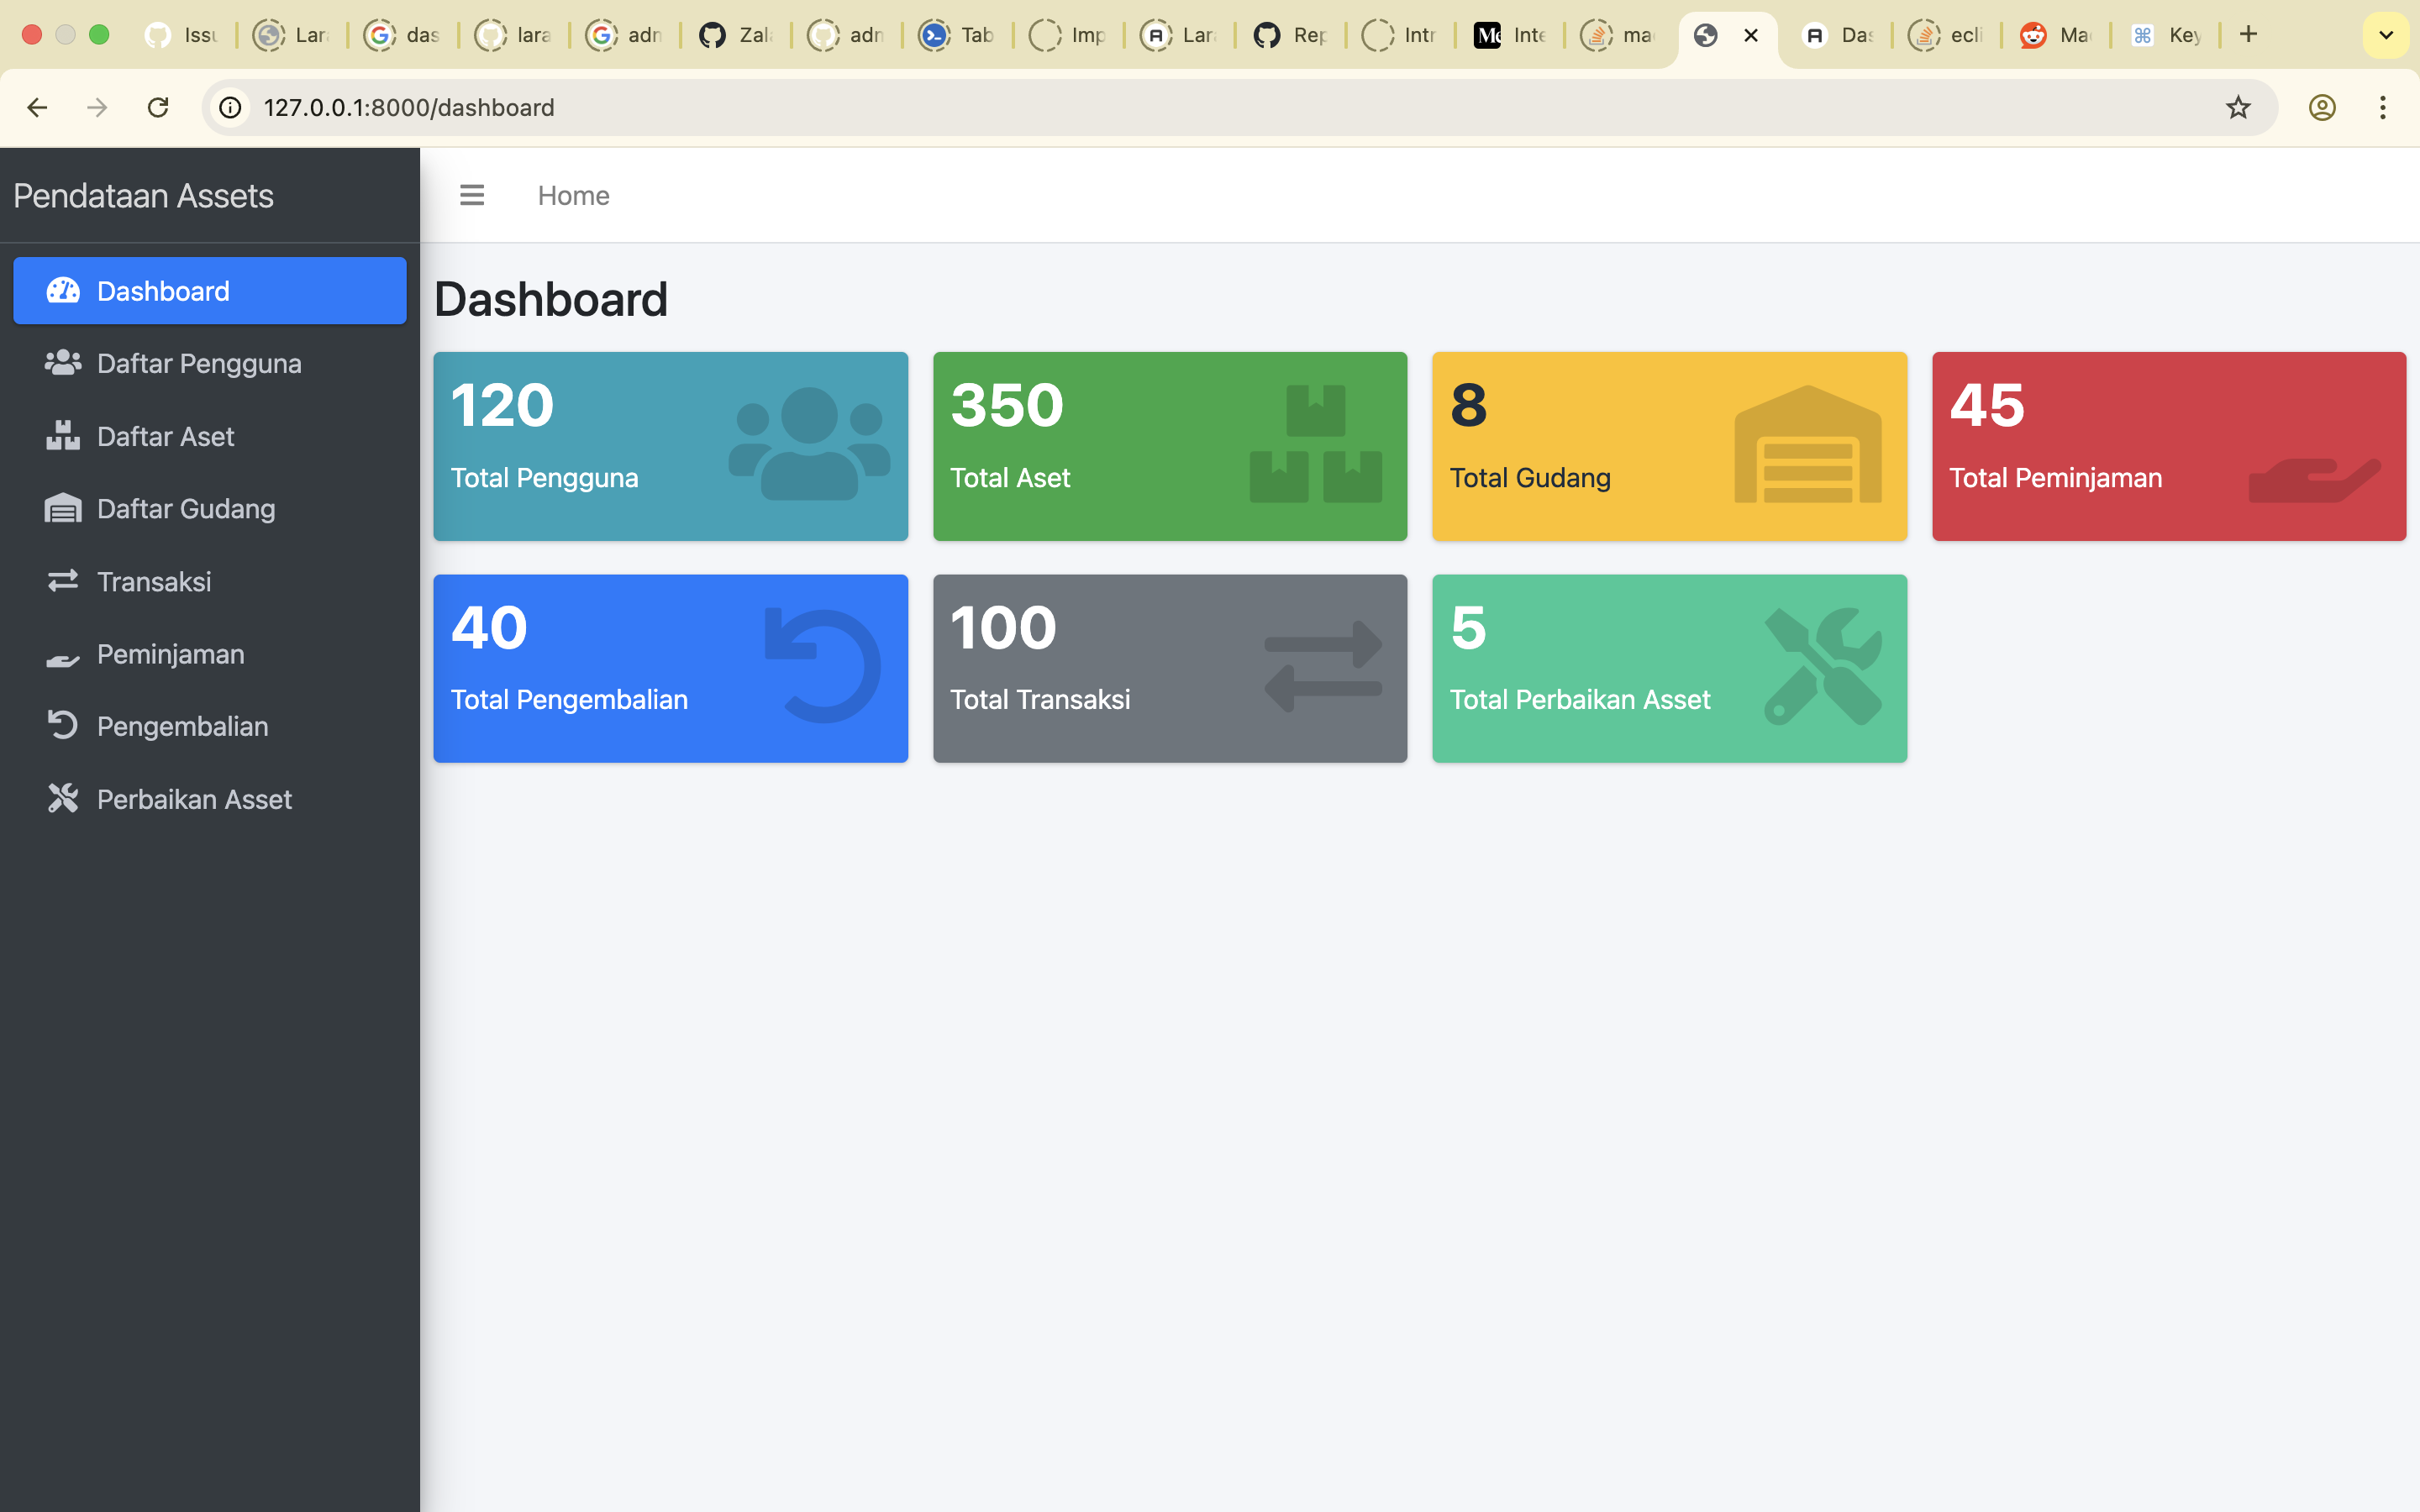 Issu
Lar
das
lara
adn
Zal
adn
Tab
Imp
Lar
Rep
Intr
Inte
ma
Das
ecli
Ma
Key
127.0.0.1:8000/dashboard
Pendataan Assets
Home
Dashboard
Daftar Pengguna
Daftar Aset
Daftar Gudang
Transaksi
Peminjaman
Pengembalian
Perbaikan Asset
Dashboard
120
Total Pengguna
350
Total Aset
8
Total Gudang
45
Total Peminjaman
40
Total Pengembalian
100
Total Transaksi
5
Total Perbaikan Asset